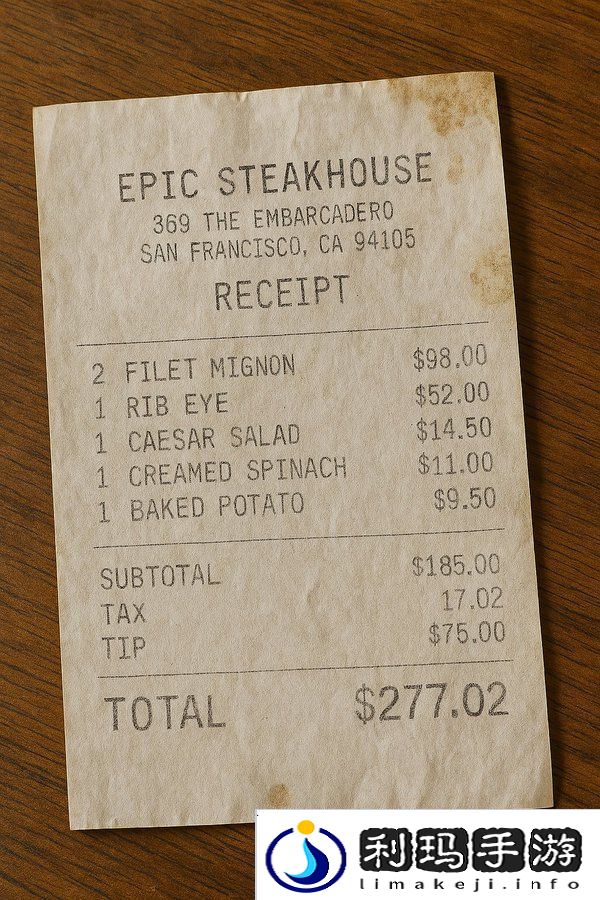 EPIC STEAKHOUSE
369 THE EMBARCADERO
SAN FRANCISCO, CA 94105
RECEIPT
2 FILET MIGNON $98.00
1 RIB EYE $52.00
1 CAESAR SALAD $14.50
1 CREAMED SPINACH $11.00
1 BAKED POTATO $9.50
SUBTOTAL $185.00
TAX 17.02
TIP $75.00
TOTAL $277.02
利玛手游
limakeji.info